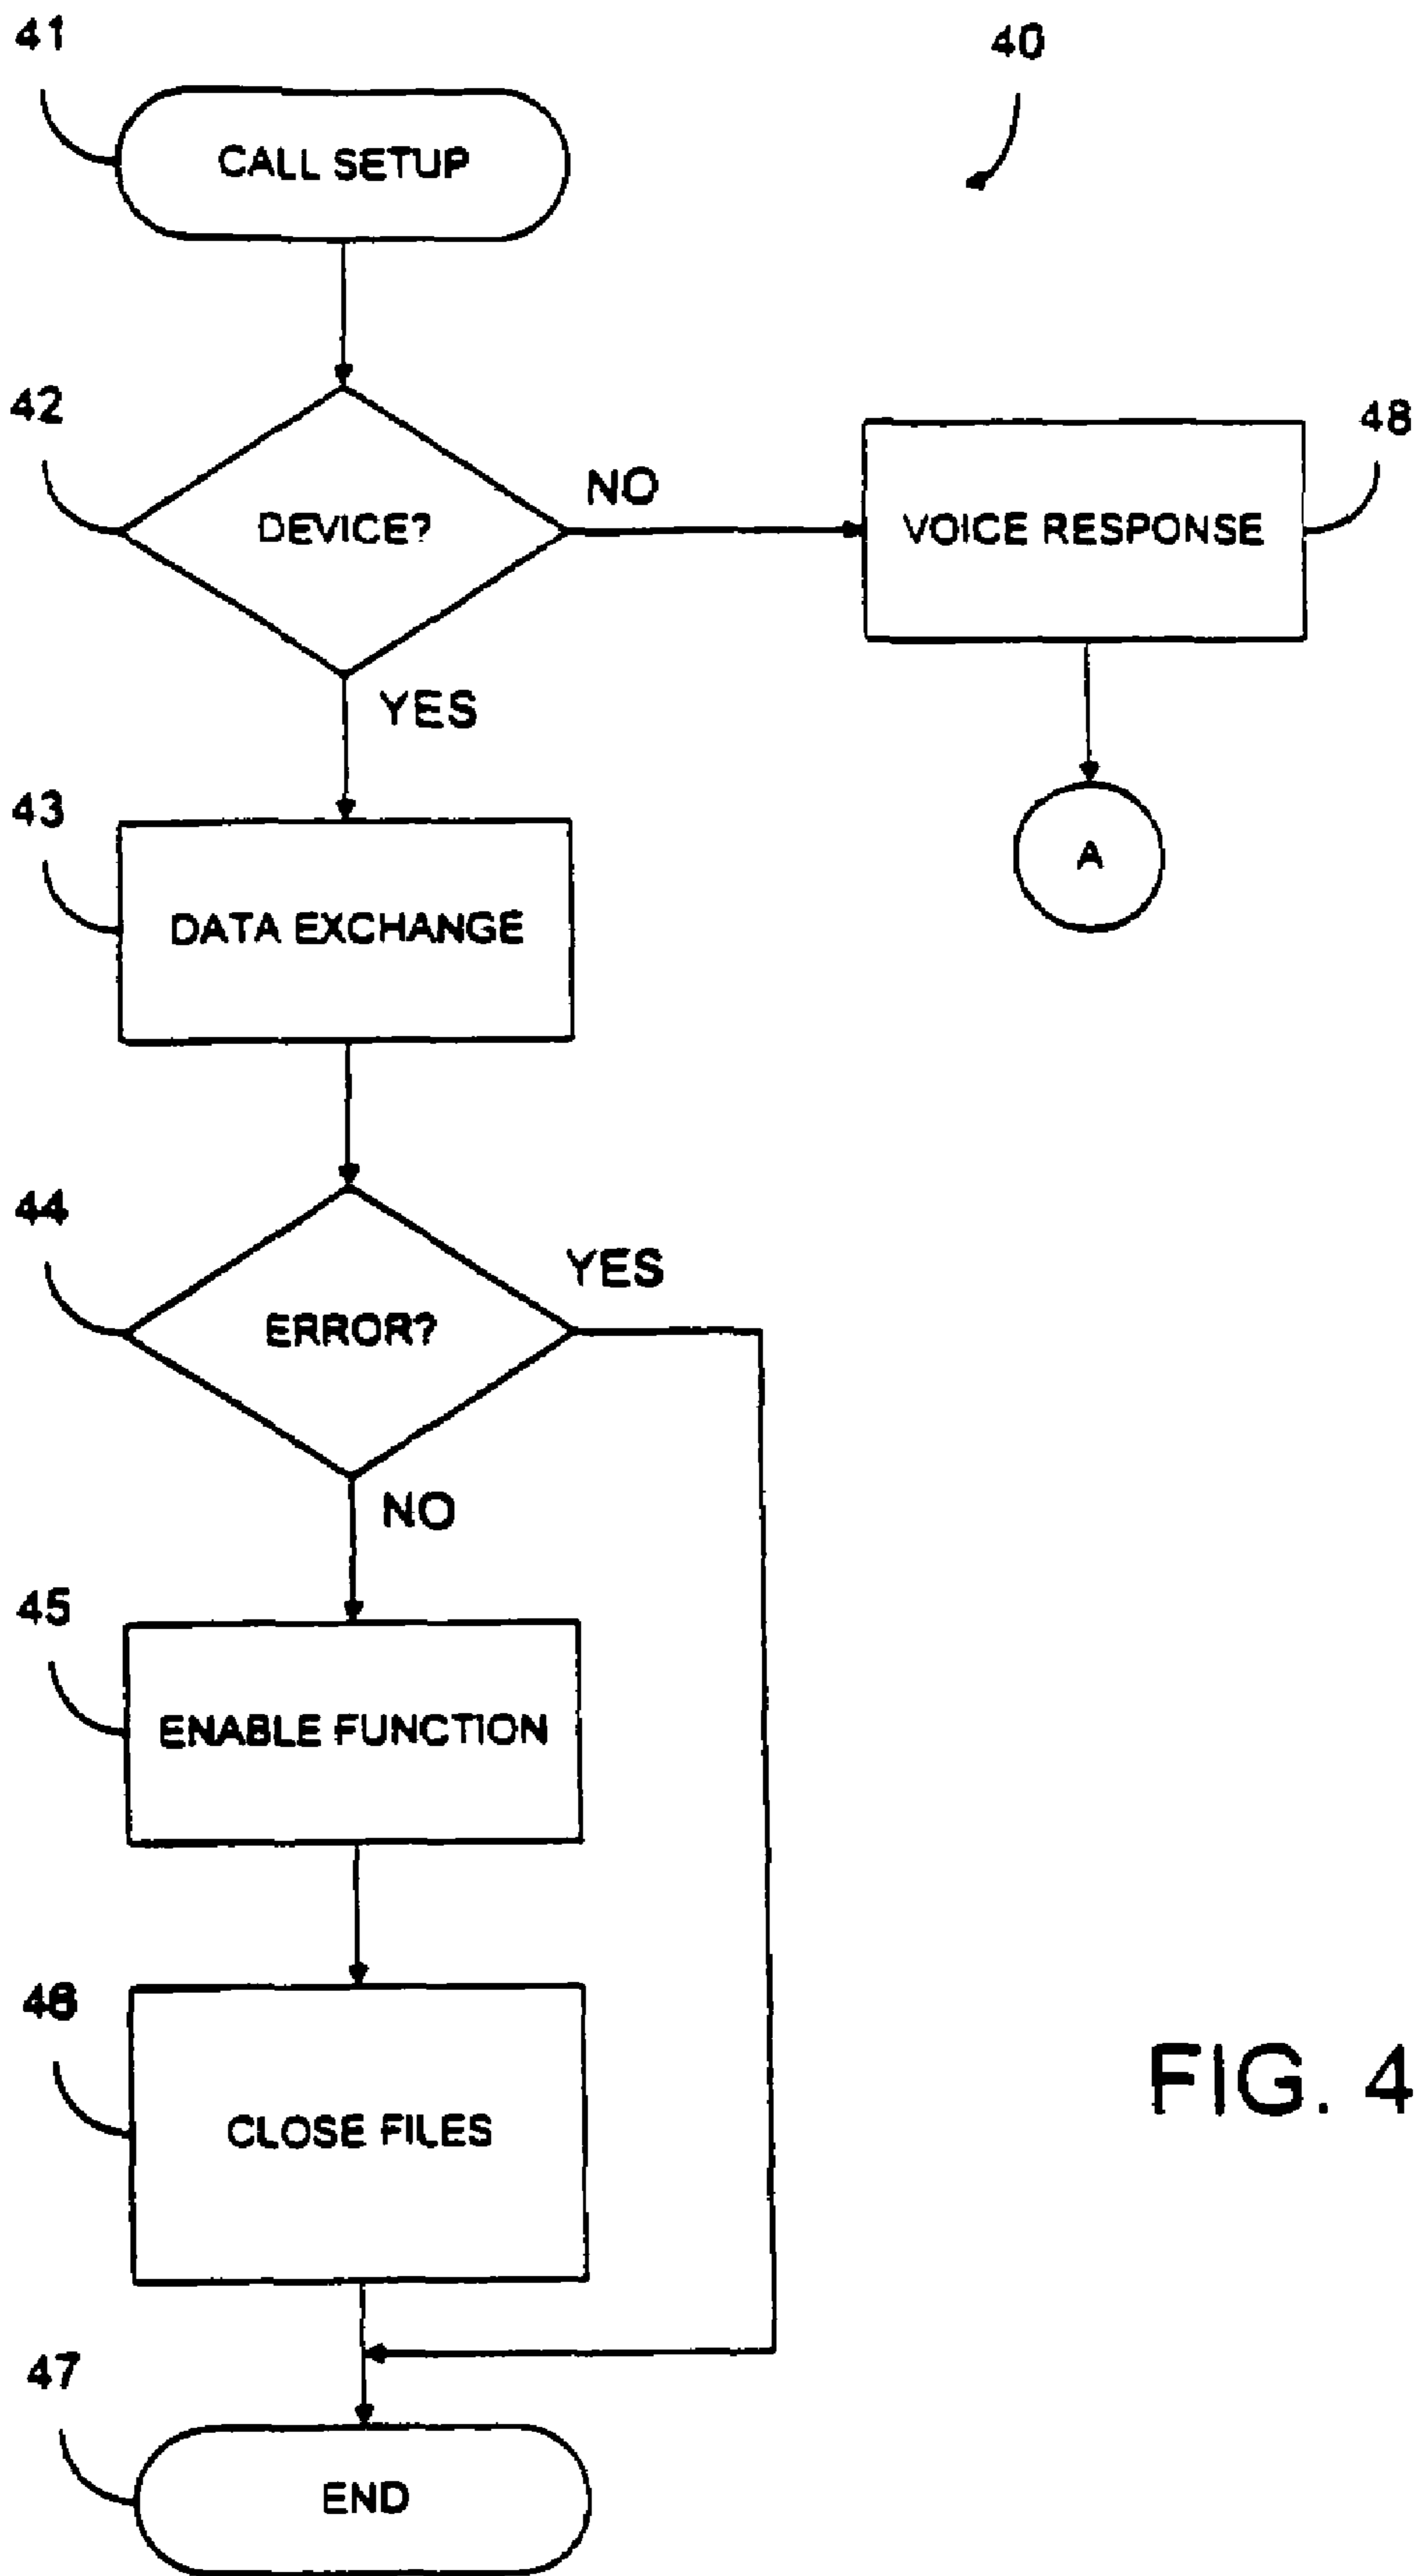 41
40
CALL SETUP
42
48
NO
DEVICE?
VOICE RESPONSE
YES
43
A
DATA EXCHANGE
44
YES
ERROR?
NO
45
ENABLE FUNCTION
46
CLOSE FILES
FIG. 4
47
END